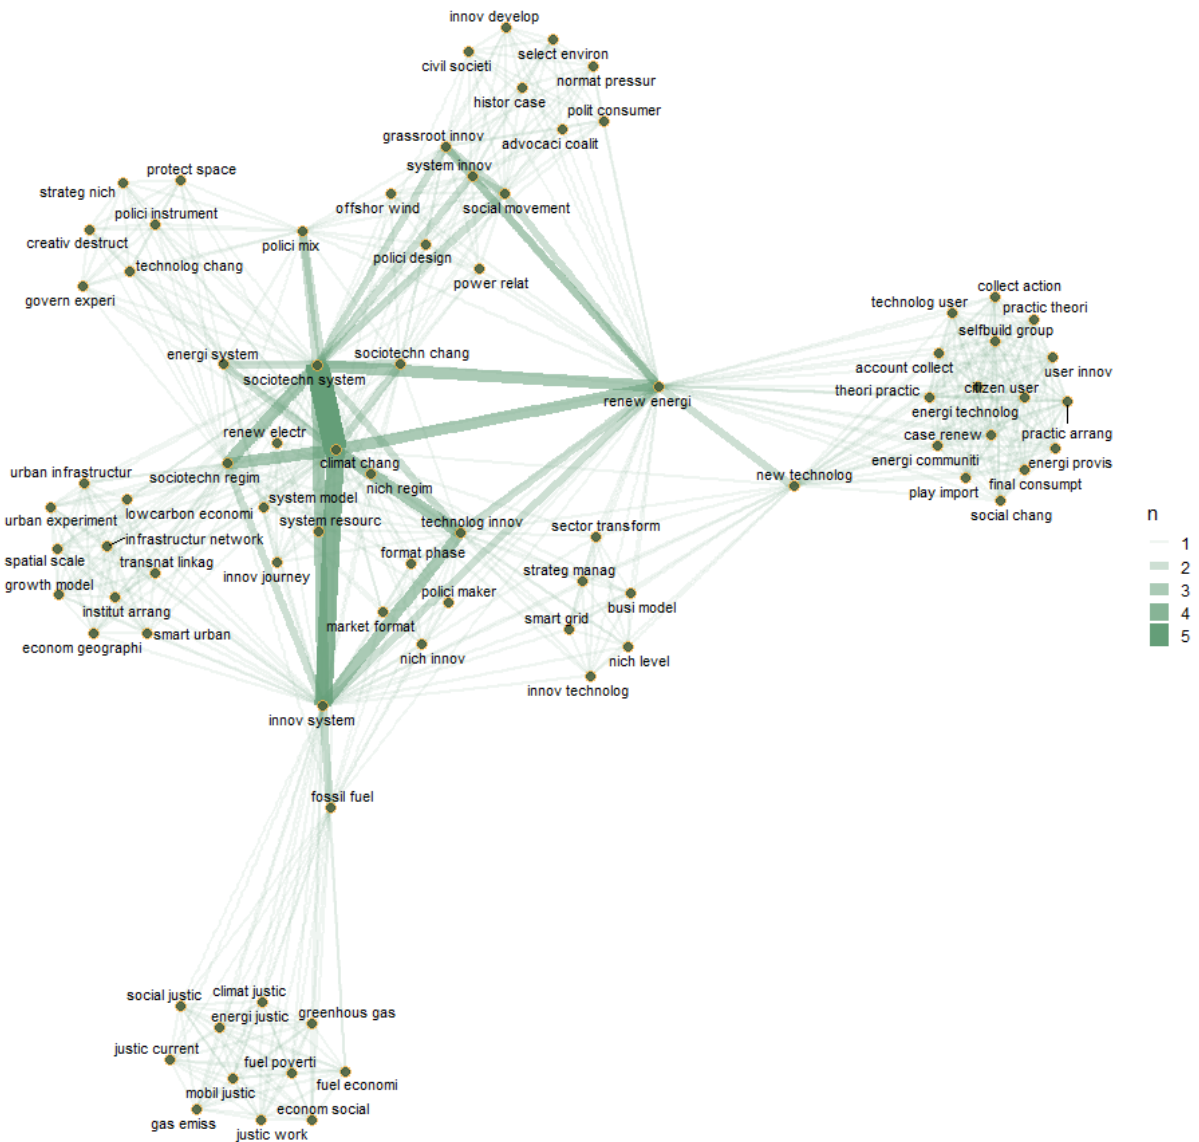 innov develop
select environ
civil societi
normat pressur
histor case
polit consumer
grassroot innov
advocaci coalit
system innov
protect space
strateg nich
offshor wind
social movement
polici instrument
creativ destruct
polici mix
polici design
technolog chang
power relat
govern experi
collect action
technolog user
practic theori
selfbuild group
energi system
sociotechn chang
account collect
user innov
sociotechn system
theori practic
citizen user
renew energi
energi technolog
renew electr
case renew
practic arrang
climat chang
energi communiti
energi provis
urban infrastructur
sociotechn regim
nich regim
new technolog
final consumpt
play import
system model
social chang
n
urban experiment
lowcarbon economi
system resourc
technolog innov
sector transform
infrastructur network
1
spatial scale
transnat linkag
format phase
2
growth model
innov journey
strateg manag
3
institut arrang
polici maker
busi model
4
market format
smart grid
econom geographi
smart urban
5
nich innov
nich level
innov technolog
innov system
fossil fuel
social justic
climat justic
energi justic
greenhous gas
justic current
fuel poverti
mobil justic
fuel economi
gas emiss
econom social
justic work